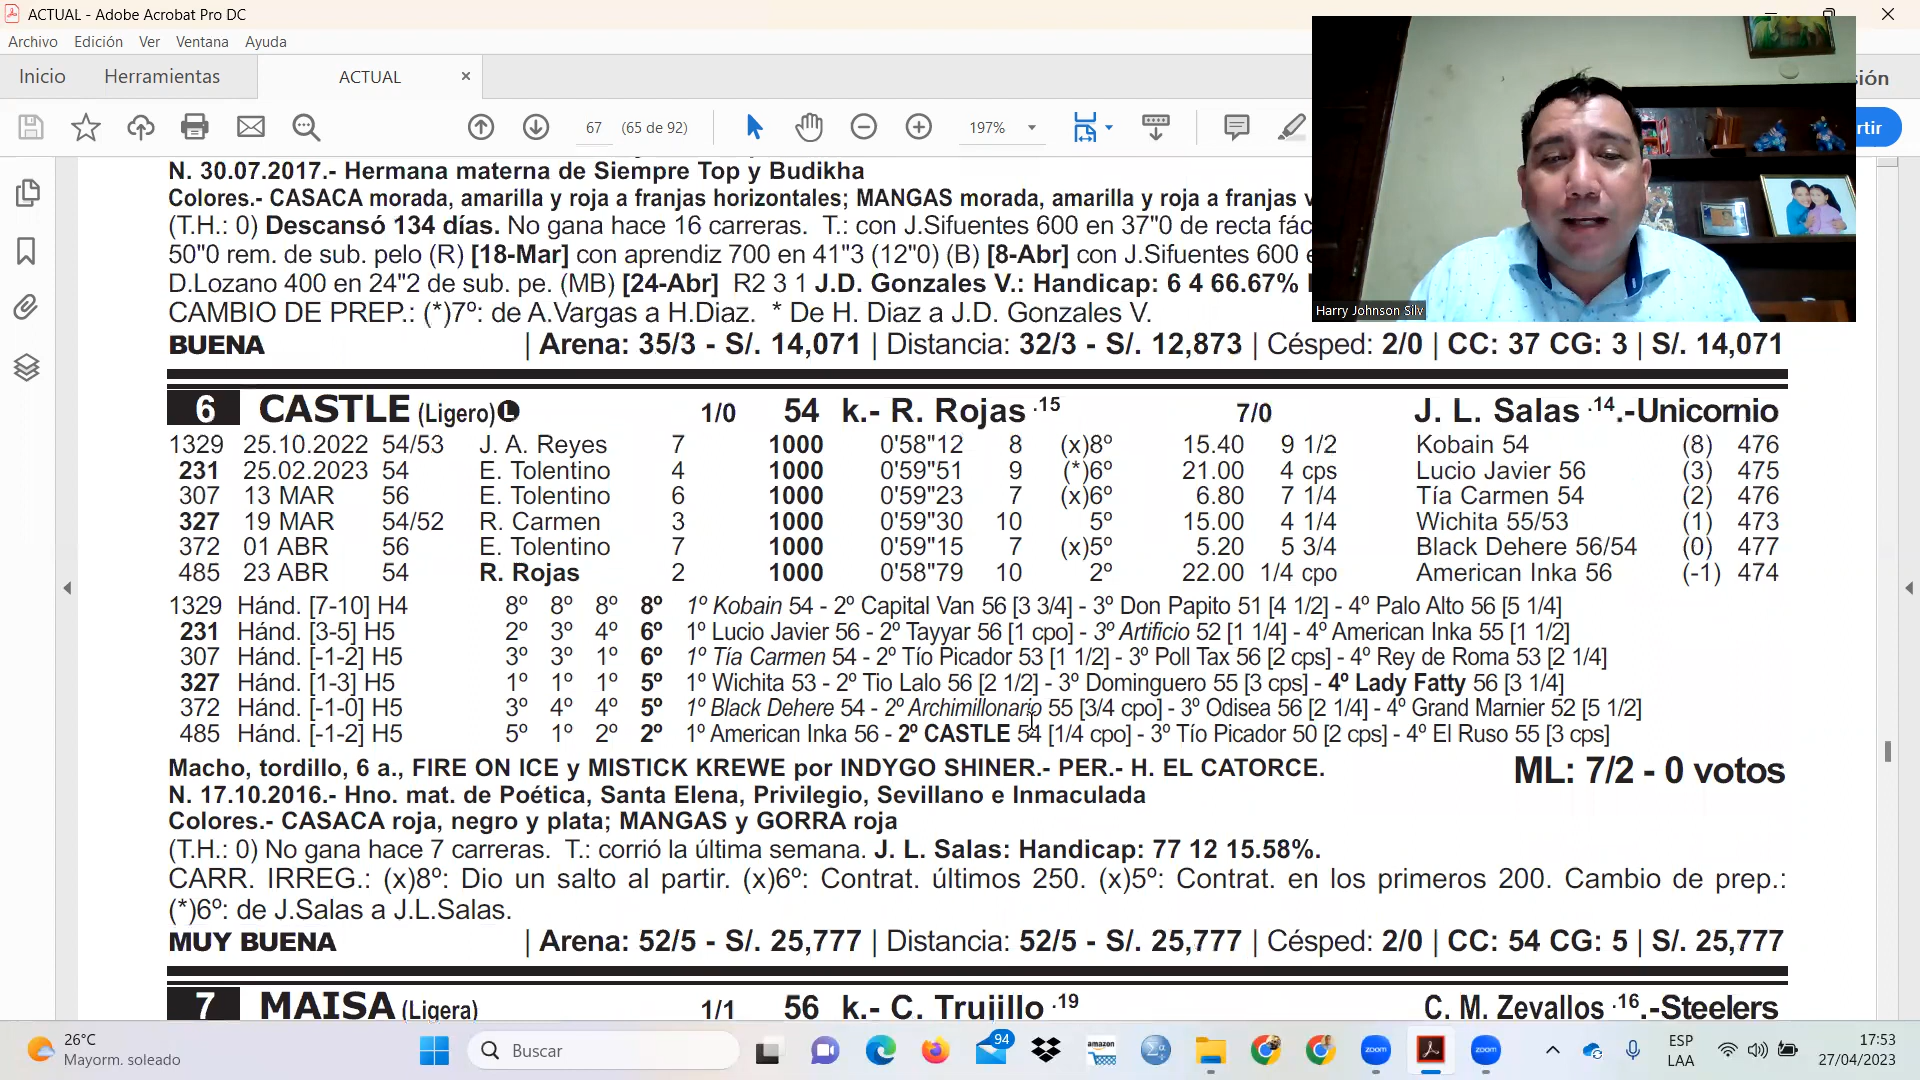 ACTUAL - Adobe Acrobat Pro DC
Archivo Edición Ver Ventana Ayuda
Inicio Herramientas ACTUAL
67 (65 de 92) 197%
N. 30.07.2017.- Hermana materna de Siempre Top y Budikha
Colores.- CASACA morada, amarilla y roja a franjas horizontales; MANGAS morada, amarilla y roja a franjas
(T.H.: 0) Descansó 134 días. No gana hace 16 carreras. T.: con J.Sifuentes 600 en 37"0 de recta
50"0 rem. de sub. pelo (R) [18-Mar] con aprendiz 700 en 41"3 (12"0) (B) [8-Abr] con J.Sifuentes 600
D.Lozano 400 en 24"2 de sub. pe. (MB) [24-Abr] R2 3 1 J.D. Gonzales V.: Handicap: 6 4 66.67%
CAMBIO DE PREP.: (*)7º: de A.Vargas a H.Diaz. * De H. Diaz a J.D. Gonzales V.
BUENA | Arena: 35/3 - S/. 14,071 | Distancia: 32/3 - S/. 12,873 | Césped: 2/0 | CC: 37 CG: 3 | S/. 14,071
6 CASTLE (Ligero) L 1/0 54 k.- R. Rojas .15 7/0 J. L. Salas .14.-Unicornio
1329 25.10.2022 54/53 J. A. Reyes 7 1000 0'58"12 8 (x)8º 15.40 9 1/2 Kobain 54 (8) 476
231 25.02.2023 54 E. Tolentino 4 1000 0'59"51 9 (*)6º 21.00 4 cps Lucio Javier 56 (3) 475
307 13 MAR 56 E. Tolentino 6 1000 0'59"23 7 (x)6º 6.80 7 1/4 Tía Carmen 54 (2) 476
327 19 MAR 54/52 R. Carmen 3 1000 0'59"30 10 5º 15.00 4 1/4 Wichita 55/53 (1) 473
372 01 ABR 56 E. Tolentino 7 1000 0'59"15 7 (x)5º 5.20 5 3/4 Black Dehere 56/54 (0) 477
485 23 ABR 54 R. Rojas 2 1000 0'58"79 10 2º 22.00 1/4 cpo American Inka 56 (-1) 474
1329 Hánd. [7-10] H4 8º 8º 8º 8º 1º Kobain 54 - 2º Capital Van 56 [3 3/4] - 3º Don Papito 51 [4 1/2] - 4º Palo Alto 56 [5 1/4]
231 Hánd. [3-5] H5 2º 3º 4º 6º 1º Lucio Javier 56 - 2º Tayyar 56 [1 cpo] - 3º Artificio 52 [1 1/4] - 4º American Inka 55 [1 1/2]
307 Hánd. [-1-2] H5 3º 3º 1º 6º 1º Tía Carmen 54 - 2º Tío Picador 53 [1 1/2] - 3º Poll Tax 56 [2 cps] - 4º Rey de Roma 53 [2 1/4]
327 Hánd. [1-3] H5 1º 1º 1º 5º 1º Wichita 53 - 2º Tio Lalo 56 [2 1/2] - 3º Dominguero 55 [3 cps] - 4º Lady Fatty 56 [3 1/4]
372 Hánd. [-1-0] H5 3º 4º 4º 5º 1º Black Dehere 54 - 2º Archimillonario 55 [3/4 cpo] - 3º Odisea 56 [2 1/4] - 4º Grand Marnier 52 [5 1/2]
485 Hánd. [-1-2] H5 5º 1º 2º 2º 1º American Inka 56 - 2º CASTLE 54 [1/4 cpo] - 3º Tío Picador 50 [2 cps] - 4º El Ruso 55 [3 cps]
Macho, tordillo, 6 a., FIRE ON ICE y MISTICK KREWE por INDYGO SHINER.- PER.- H. EL CATORCE. ML: 7/2 - 0 votos
N. 17.10.2016.- Hno. mat. de Poética, Santa Elena, Privilegio, Sevillano e Inmaculada
Colores.- CASACA roja, negro y plata; MANGAS y GORRA roja
(T.H.: 0) No gana hace 7 carreras. T.: corrió la última semana. J. L. Salas: Handicap: 77 12 15.58%.
CARR. IRREG.: (x)8º: Dio un salto al partir. (x)6º: Contrat. últimos 250. (x)5º: Contrat. en los primeros 200. Cambio de prep.:
(*)6º: de J.Salas a J.L.Salas.
MUY BUENA | Arena: 52/5 - S/. 25,777 | Distancia: 52/5 - S/. 25,777 | Césped: 2/0 | CC: 54 CG: 5 | S/. 25,777
7 MAISA (Ligera) 1/1 56 k.- C. Trujillo .19 C. M. Zevallos .16.-Steelers
Harry Johnson Silv
26°C
Mayorm. soleado
Buscar
94
amazon
zoom
zoom
ESP
LAA
17:53
27/04/2023